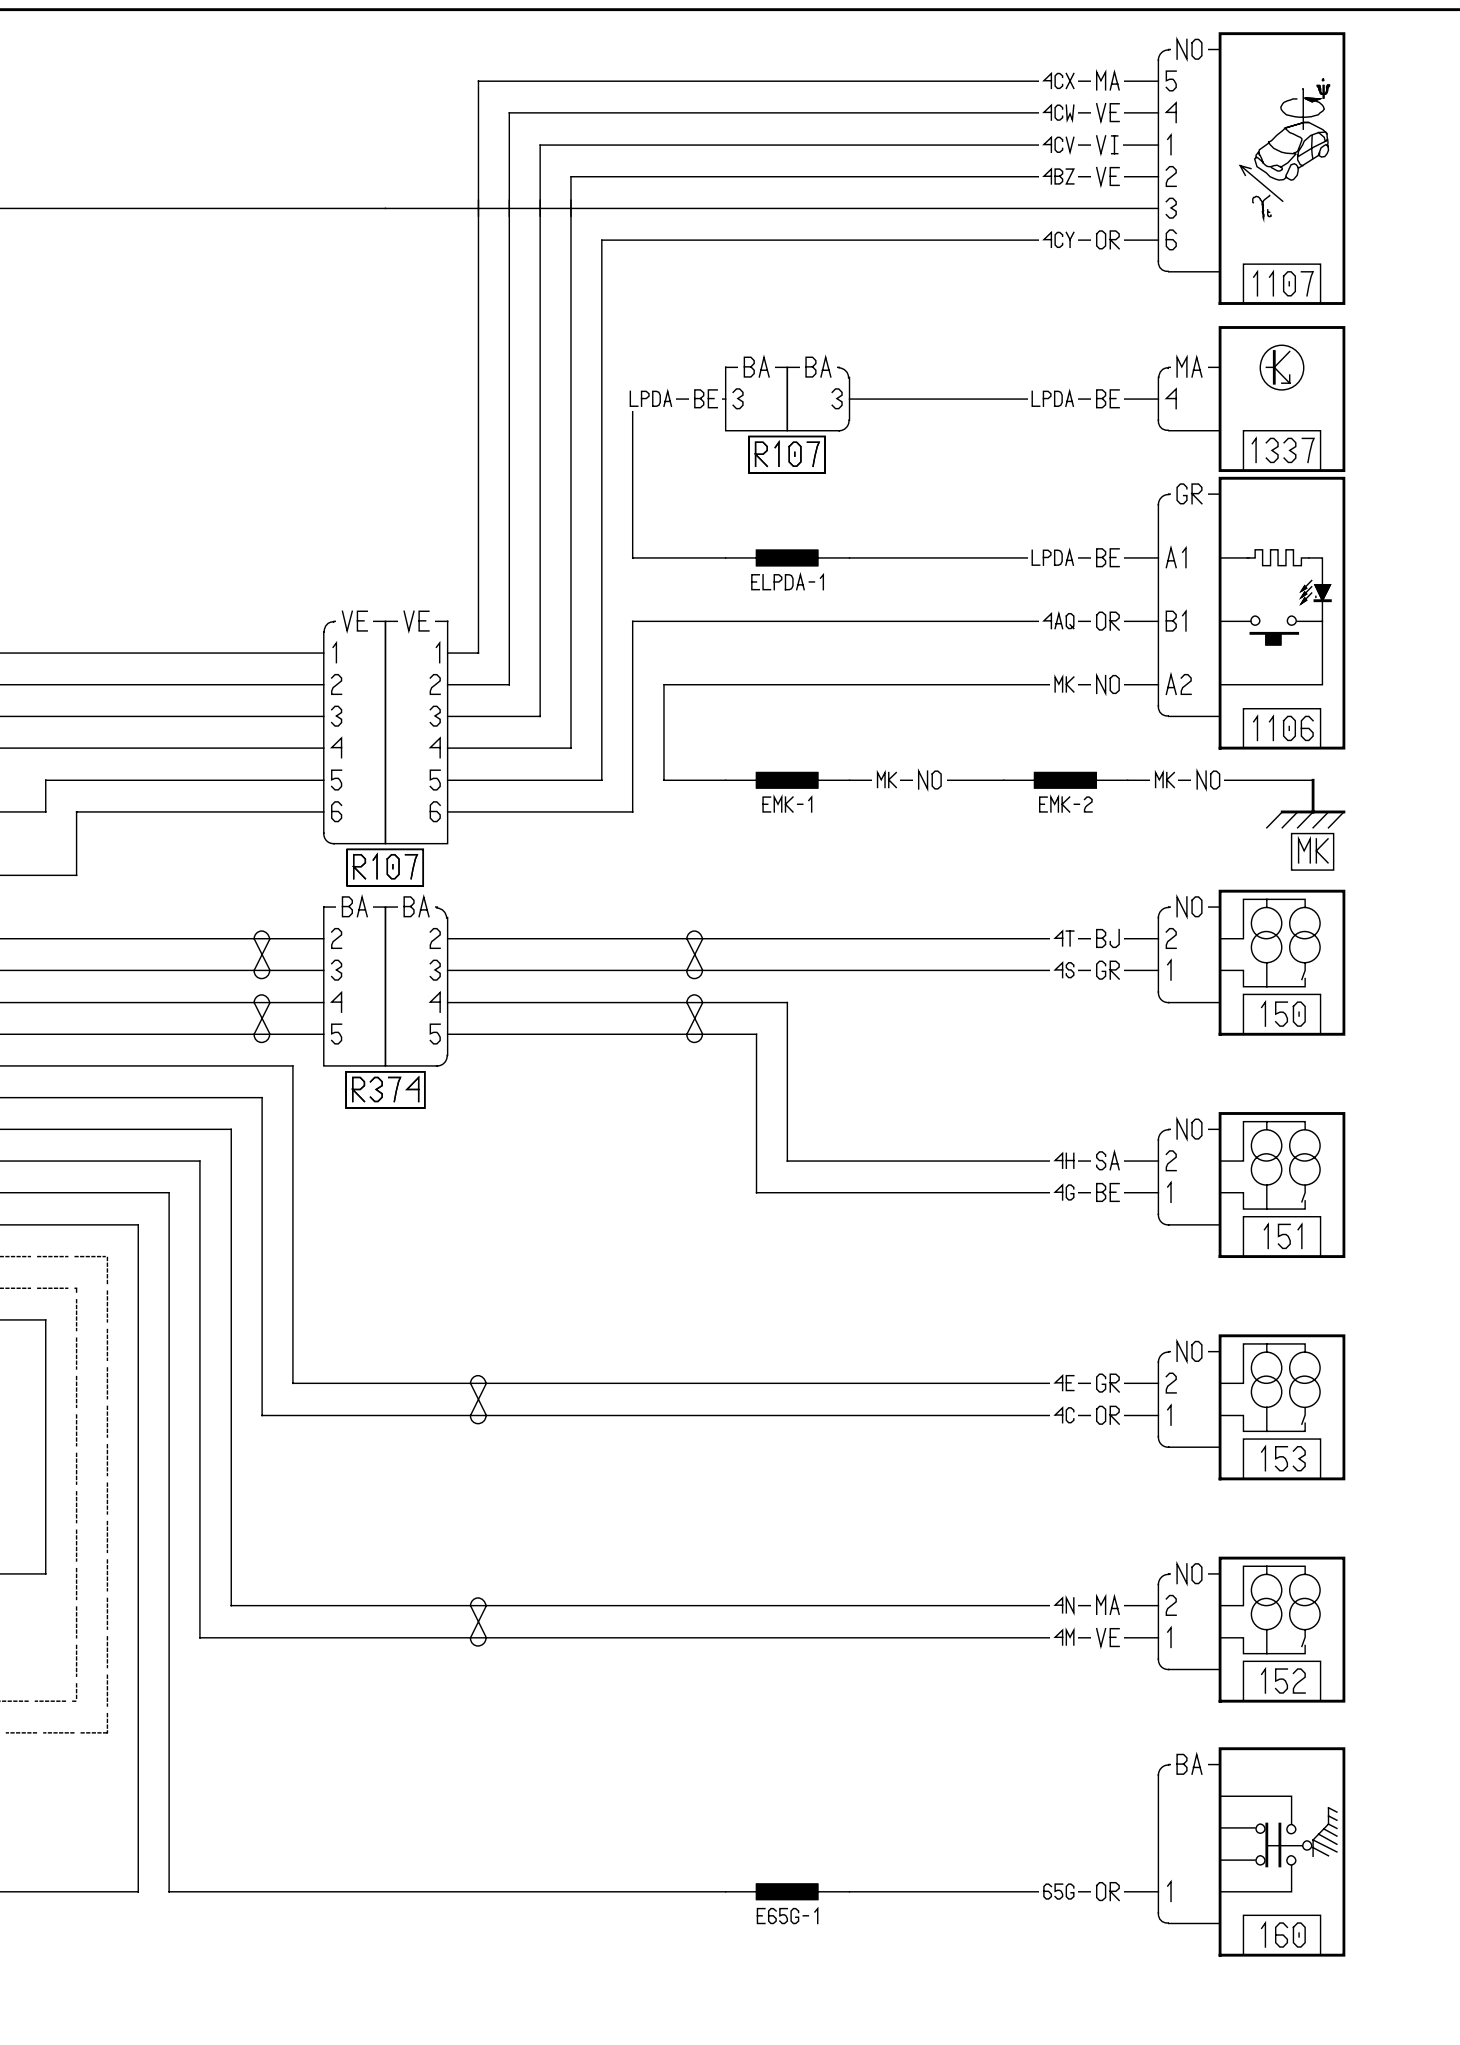 NO
4CX MA 5
4CW VE 4
4CV VI 1
4BZ VE 2
3
4CY OR 6
1107
BA BA MA
LPDA BE 3 3 LPDA BE 4
R107 1337
GR
LPDA BE A1
ELPDA-1
VE VE 4AQ OR B1
1 1
2 2 MK NO A2
3 3 1106
4 4
5 5 MK NO MK NO
6 6 EMK-1 EMK-2
R107 MK
BA BA NO
2 2 4T BJ 2
3 3 4S GR 1
4 4 150
5 5
R374
NO
4H SA 2
4G BE 1
151
NO
4E GR 2
4C OR 1
153
NO
4N MA 2
4M VE 1
152
BA
65G OR 1
E65G-1
160